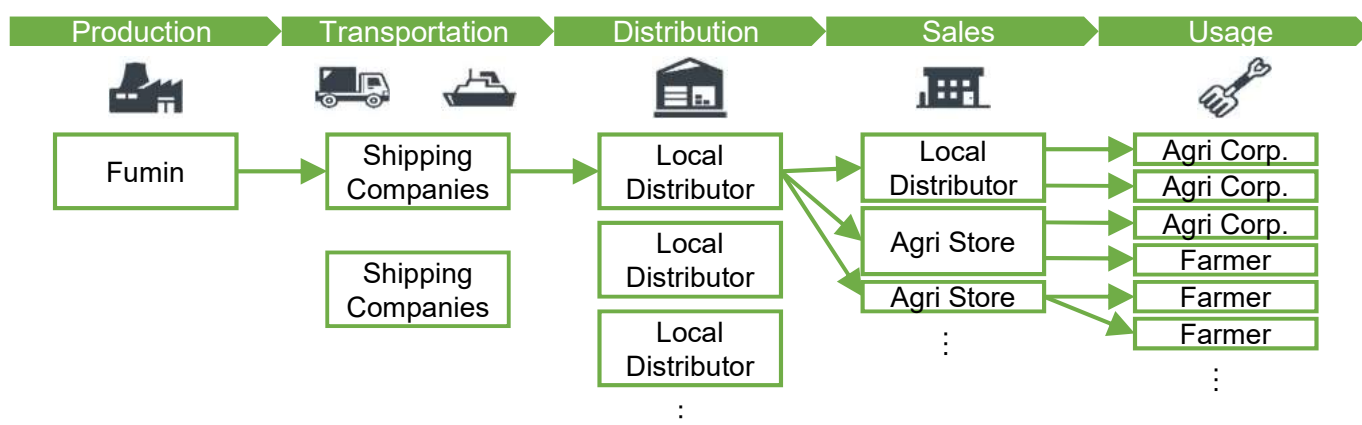 Production
Transportation
Distribution
Sales
Usage
Fumin
Shipping
Companies
Shipping
Companies
Local
Distributor
Local
Distributor
Local
Distributor
:
Local
Distributor
Agri Store
Agri Store
⋮
Agri Corp.
Agri Corp.
Agri Corp.
Farmer
Farmer
Farmer
⋮